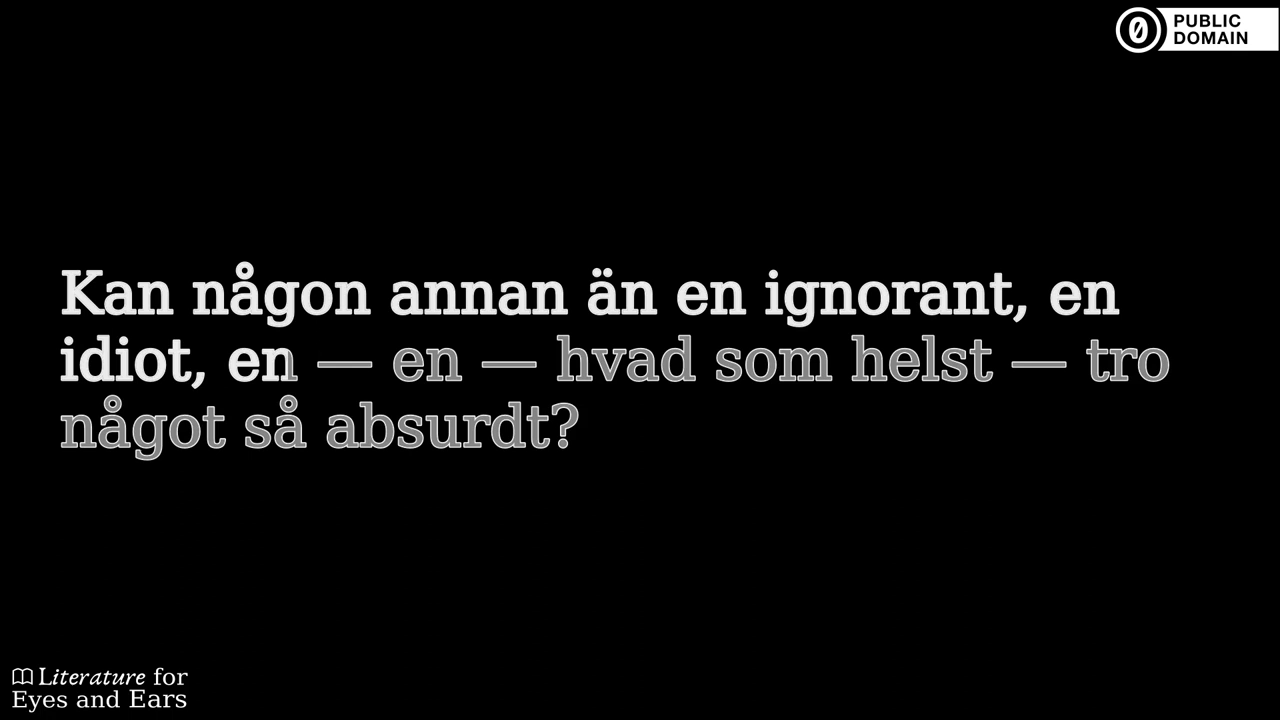 PUBLIC
DOMAIN
Kan någon annan än en ignorant, en
idiot, en — en — hvad som helst — tro
något så absurdt?
Literature for
Eyes and Ears